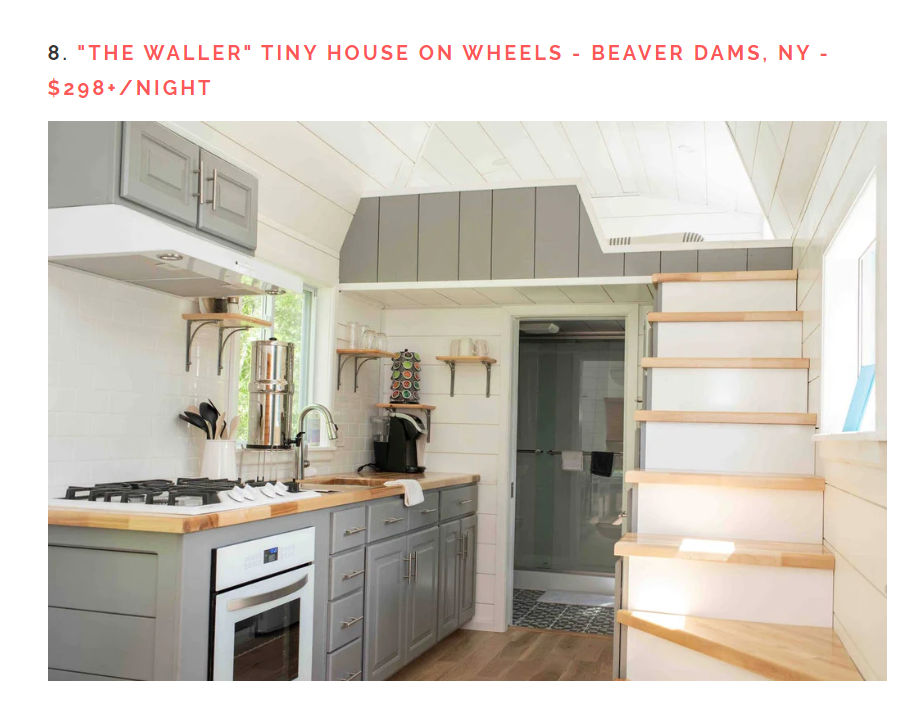 8. "THE WALLER" TINY HOUSE ON WHEELS - BEAVER DAMS, NY -
$298+/NIGHT